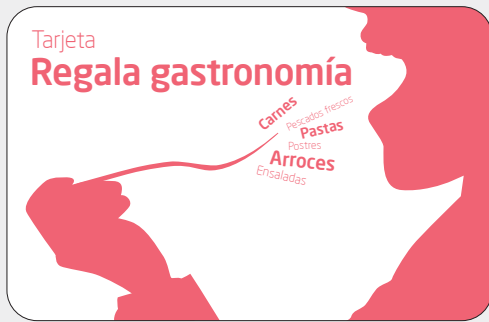 Tarjeta
Regala gastronomía
Carnes
Pescados frescos
Pastas
Postres
Arroces
Ensaladas